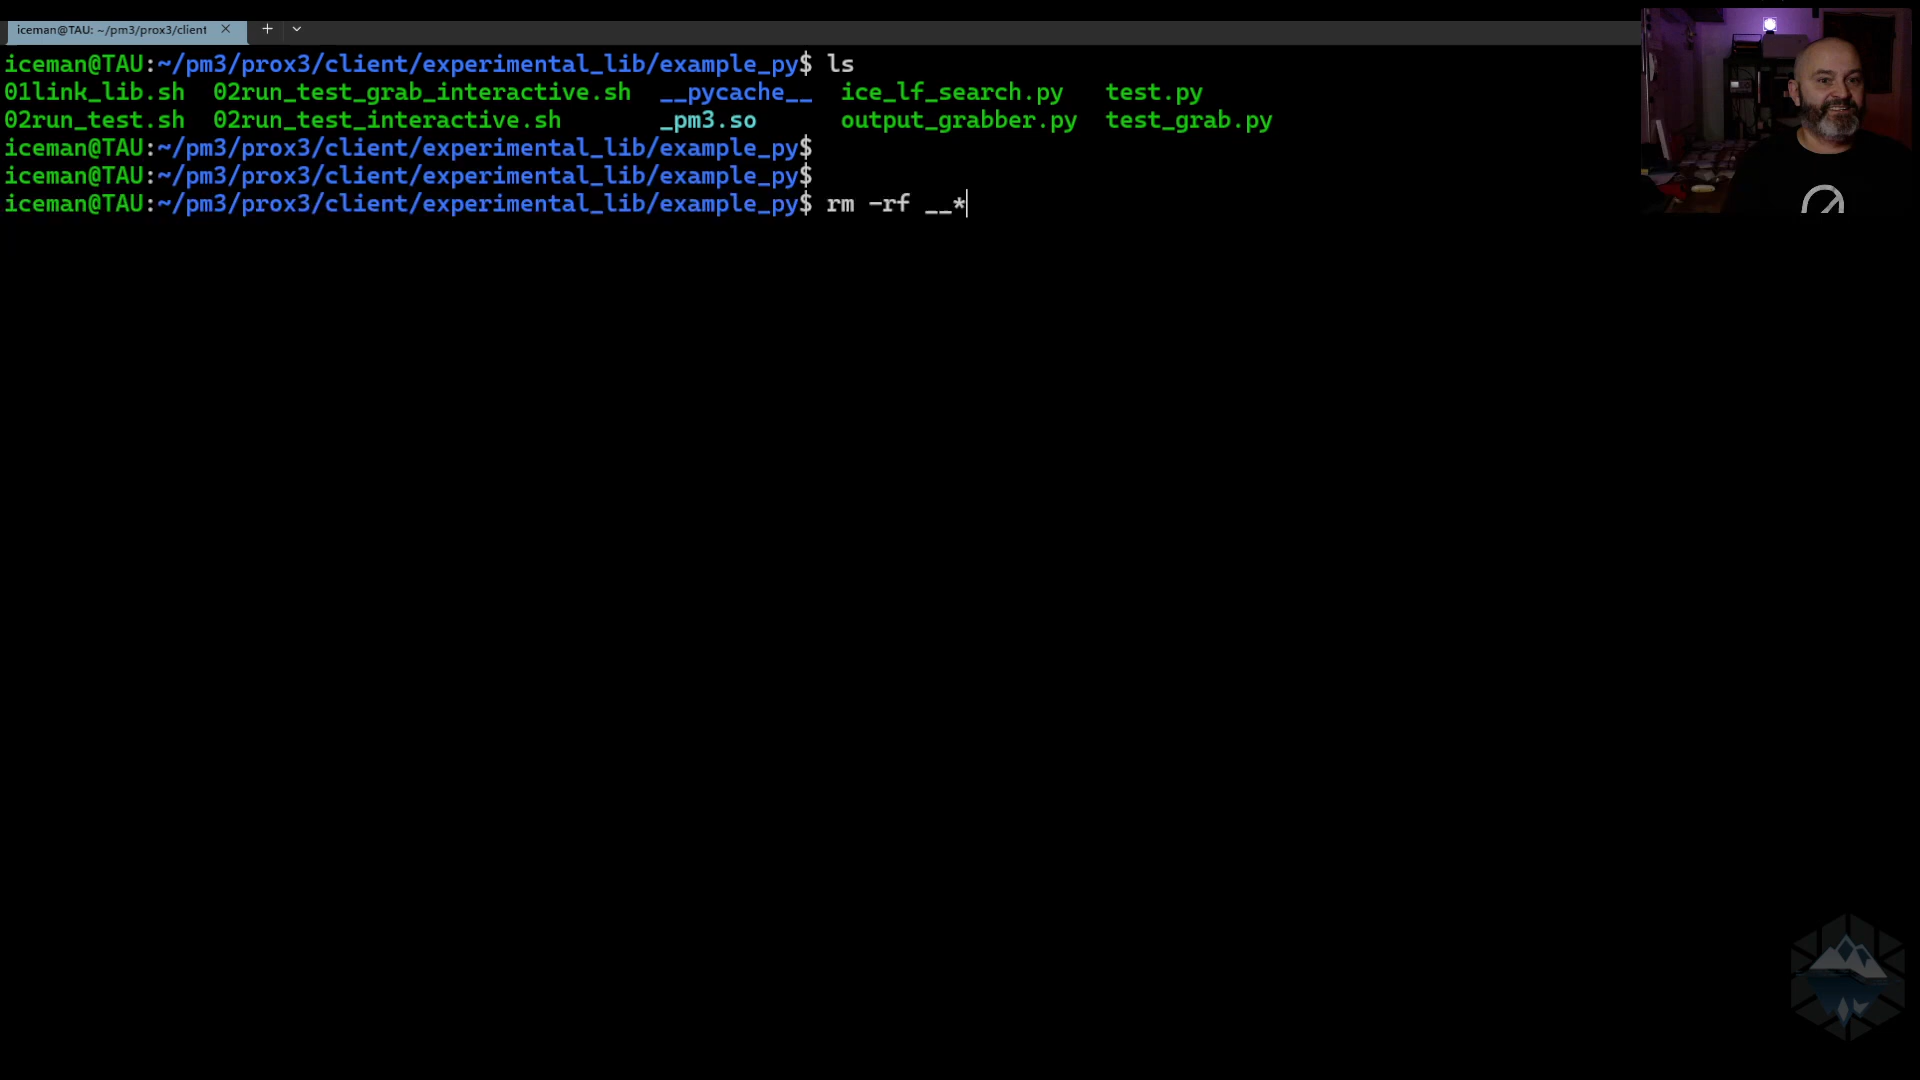 iceman@TAU: ~/pm3/prox3/client
iceman@TAU:~/pm3/prox3/client/experimental_lib/example_py$ ls
01link_lib.sh  02run_test_grab_interactive.sh  __pycache__  ice_lf_search.py  test.py
02run_test.sh  02run_test_interactive.sh  _pm3.so  output_grabber.py  test_grab.py
iceman@TAU:~/pm3/prox3/client/experimental_lib/example_py$
iceman@TAU:~/pm3/prox3/client/experimental_lib/example_py$
iceman@TAU:~/pm3/prox3/client/experimental_lib/example_py$ rm -rf __*